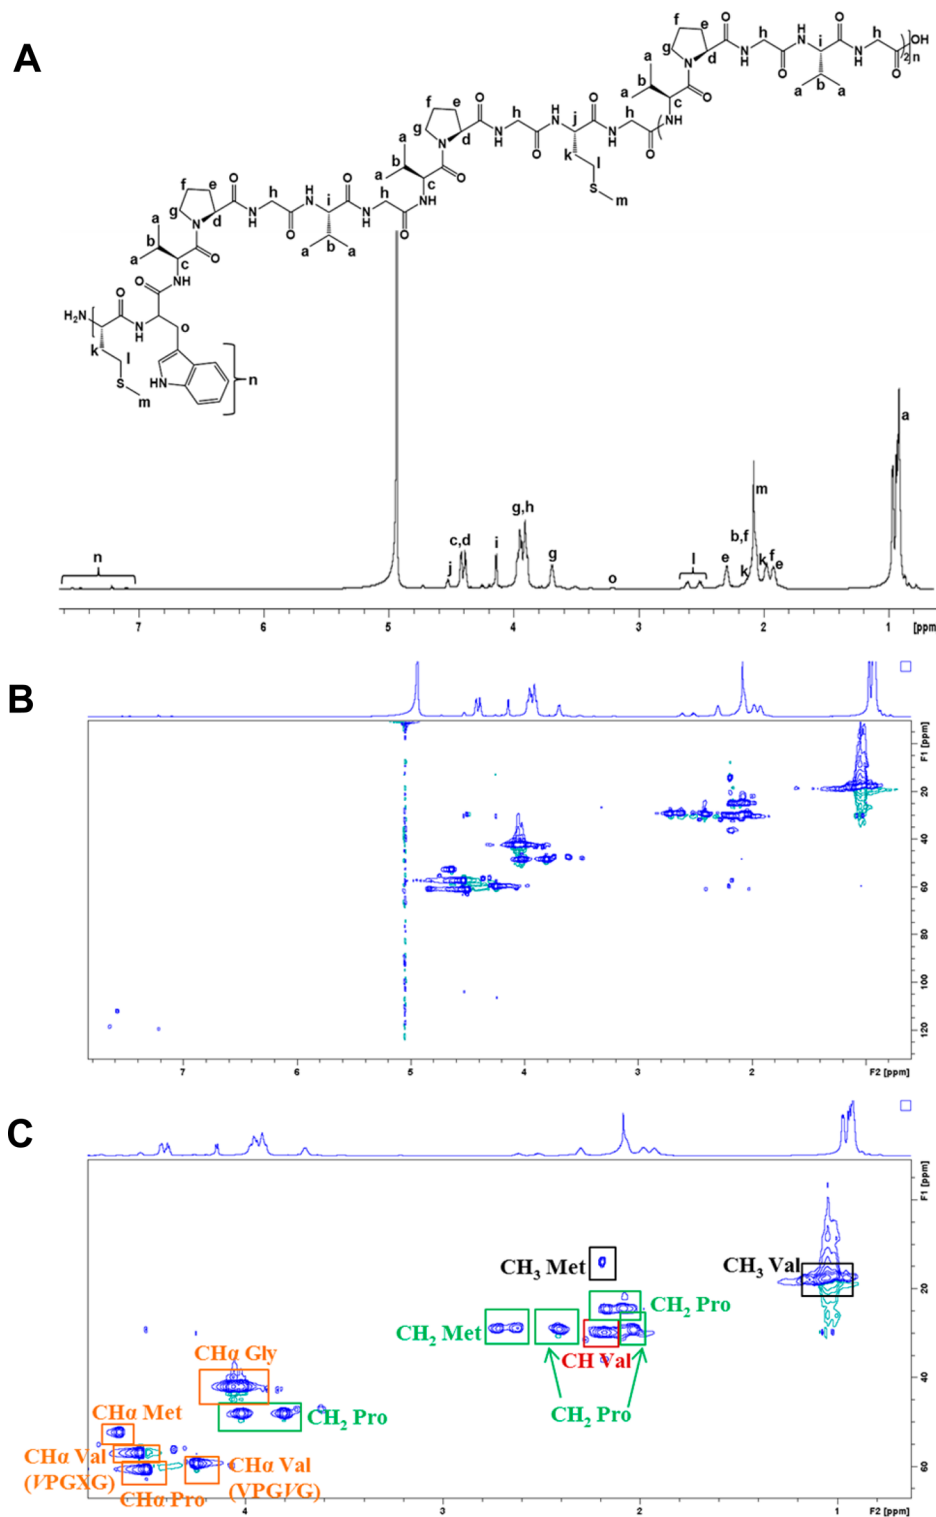 A
f e
g d
N
O
H N
h
O
H N
i
b
a a
O
N H
h
O
2 n
OH
a
b
a
c
N H
O
f e
g
N
d
O
N H
h
O
H N
j
k l
S
m
O
N H
h
O
a
b
a
c
N H
O
f e
g
N
d
O
N H
h
O
H N
i
b
a a
O
N H
h
O
a
b
a
c
NH
O
H2N
O
k l
S
m
N H
O
o
HN
n
n
j
c,d
i
g,h
g
o
l
e
b,f
k
m
k
f
e
a
7 6 5 4 3 2 1 [ppm]
B
F1 [ppm]
20
40
60
80
100
120
7 6 5 4 3 2 F2 [ppm]
C
F1 [ppm]
CH3 Met
CH3 Val
20
CH2 Pro
CH2 Met
CH Val
CHα Gly
40
CH2 Pro
CH2 Pro
CHα Met
CHα Val
(VPGXG)
CHα Pro
CHα Val
(VPGVG)
60
4 3 2 1 F2 [ppm]